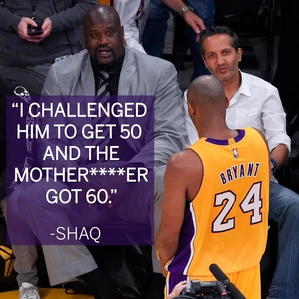 “I CHALLENGED
HIM TO GET 50
AND THE
MOTHER****ER
GOT 60.”
-SHAQ
BRYANT
24